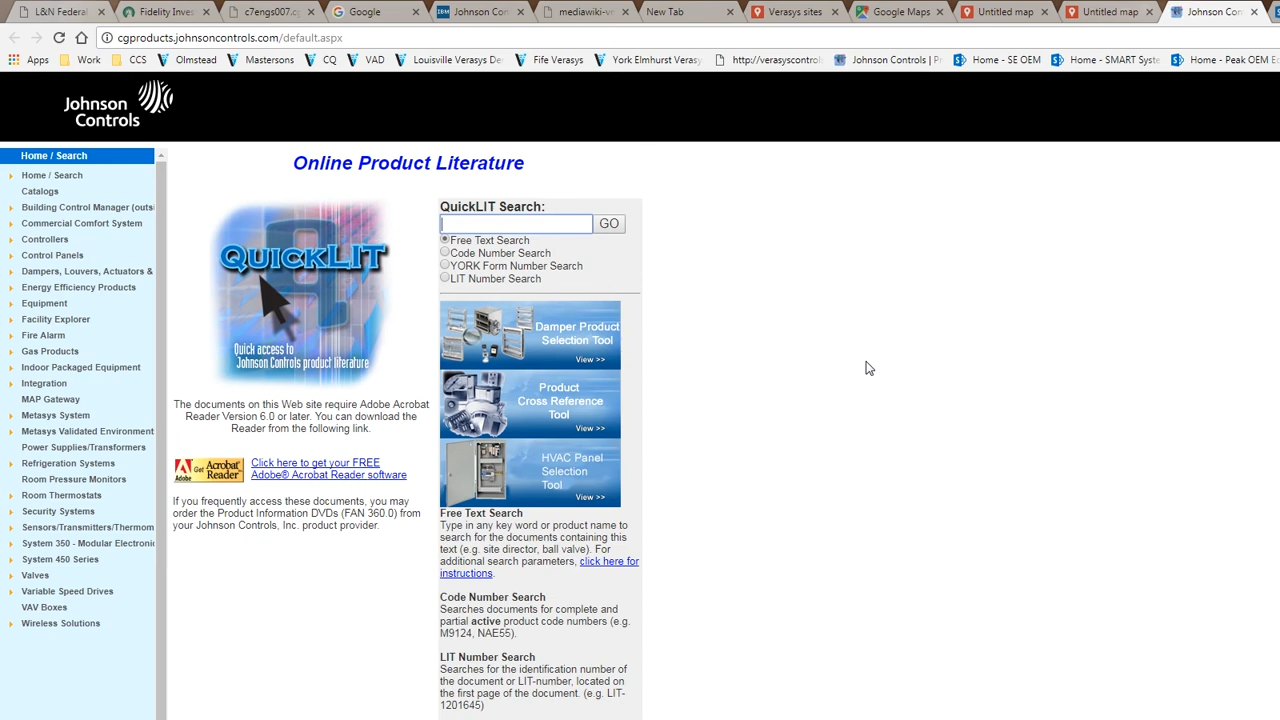 L&N Federal
Fidelity Inves
c7engs007.c
Google
Johnson Con
mediawiki-vm
New Tab
Verasys sites
Google Maps
Untitled map
Untitled map
Johnson Con
cgproducts.johnsoncontrols.com/default.aspx
Apps
Work
CCS
Olmstead
Mastersons
CQ
VAD
Louisville Verasys De
Fife Verasys
York Elmhurst Verasy
http://verasyscontrol
Johnson Controls | P
Home - SE OEM
Home - SMART Syste
Home - Peak OEM E
Johnson
Controls
Home / Search
Home / Search
Catalogs
Building Control Manager (outsi
Commercial Comfort System
Controllers
Control Panels
Dampers, Louvers, Actuators &
Energy Efficiency Products
Equipment
Facility Explorer
Fire Alarm
Gas Products
Indoor Packaged Equipment
Integration
MAP Gateway
Metasys System
Metasys Validated Environment
Power Supplies/Transformers
Refrigeration Systems
Room Pressure Monitors
Room Thermostats
Security Systems
Sensors/Transmitters/Thermom
System 350 - Modular Electronic
System 450 Series
Valves
Variable Speed Drives
VAV Boxes
Wireless Solutions
Online Product Literature
QUICKLIT
Quick access to
Johnson Controls product literature
The documents on this Web site require Adobe Acrobat
Reader Version 6.0 or later. You can download the
Reader from the following link.
Adobe
Get Acrobat
Reader
Click here to get your FREE
Adobe® Acrobat Reader software
If you frequently access these documents, you may
order the Product Information DVDs (FAN 360.0) from
your Johnson Controls, Inc. product provider.
QuickLIT Search:
GO
Free Text Search
Code Number Search
YORK Form Number Search
LIT Number Search
Damper Product
Selection Tool
View >>
Product
Cross Reference
Tool
View >>
HVAC Panel
Selection
Tool
View >>
Free Text Search
Type in any key word or product name to
search for the documents containing this
text (e.g. site director, ball valve). For
additional search parameters, click here for
instructions.
Code Number Search
Searches documents for complete and
partial active product code numbers (e.g.
M9124, NAE55).
LIT Number Search
Searches for the identification number of
the document or LIT-number, located on
the first page of the document. (e.g. LIT-
1201645)